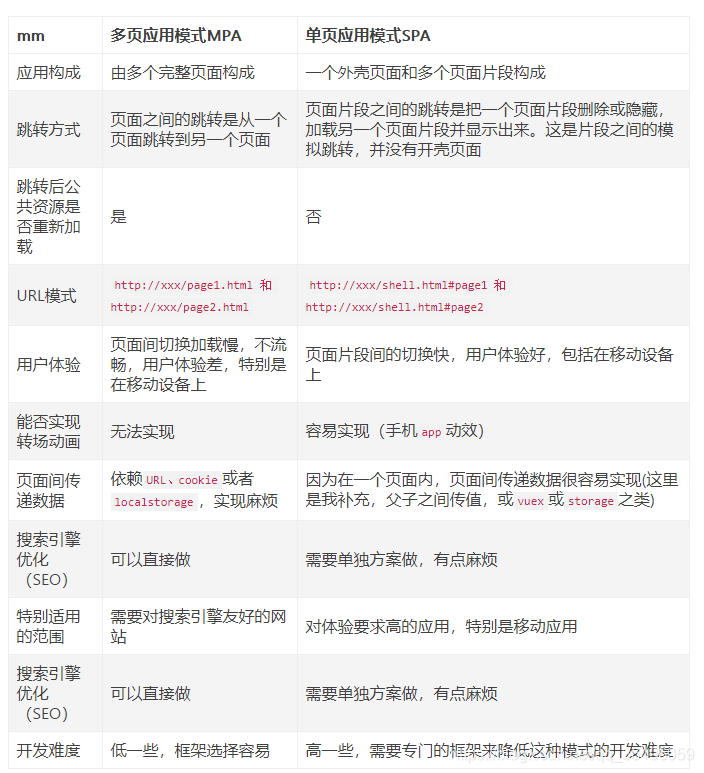 mm 多页应用模式MPA 单页应用模式SPA
应用构成 由多个完整页面构成 一个外壳页面和多个页面片段构成
跳转方式
页面之间的跳转是从一个
页面跳转到另一个页面
页面片段之间的跳转是把一个页面片段删除或隐藏，
加载另一个页面片段并显示出来。这是片段之间的模
拟跳转，并没有开壳页面
跳转后公
共资源是
否重新加
载
是
否
URL模式
http://xxx/page1.html 和
http://xxx/page2.html
http://xxx/shell.html#page1 和
http://xxx/shell.html#page2
用户体验
页面间切换加载慢，不流
畅，用户体验差，特别是
在移动设备上
页面片段间的切换快，用户体验好，包括在移动设备
上
能否实现
转场动画
无法实现
容易实现（手机 app 动效）
页面间传
递数据
依赖 URL、cookie 或者
localstorage ，实现麻烦
因为在一个页面内，页面间传递数据很容易实现(这里
是我补充，父子之间传值，或 vuex 或 storage 之类)
搜索引擎
优化
（SEO）
可以直接做
需要单独方案做，有点麻烦
特别适用
的范围
需要对搜索引擎友好的网
站
对体验要求高的应用，特别是移动应用
搜索引擎
优化
（SEO）
可以直接做
需要单独方案做，有点麻烦
开发难度 低一些，框架选择容易 高一些，需要专门的框架来降低这种模式的开发难度